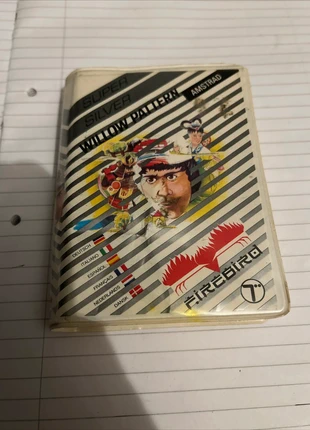 SUPER
SILVER
WILLOW PATTERN
AMSTRAD
DEUTSCH
ITALIANO
ESPAÑOL
FRANÇAIS
NEDERLANDS
DANSK
FIREBIRD